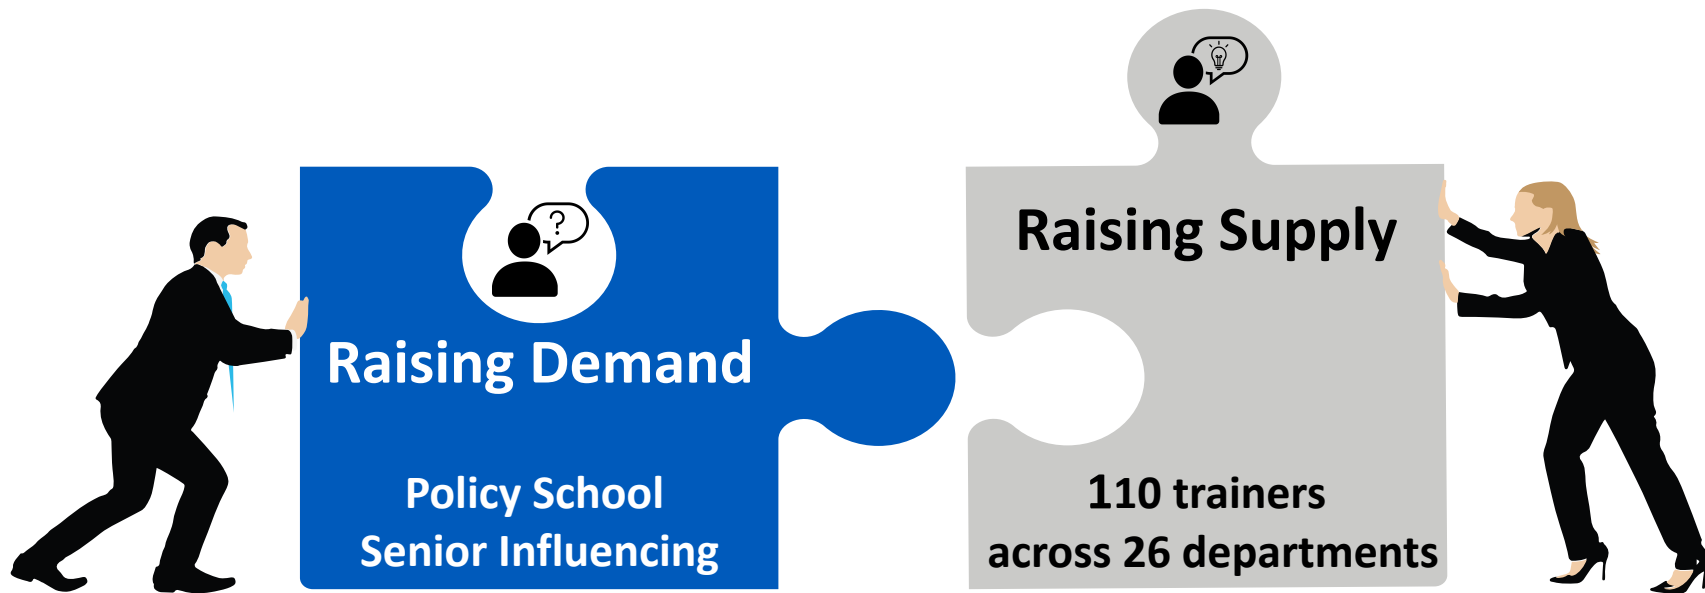 ?
Raising Demand
Policy School
Senior Influencing
Raising Supply
110 trainers
across 26 departments